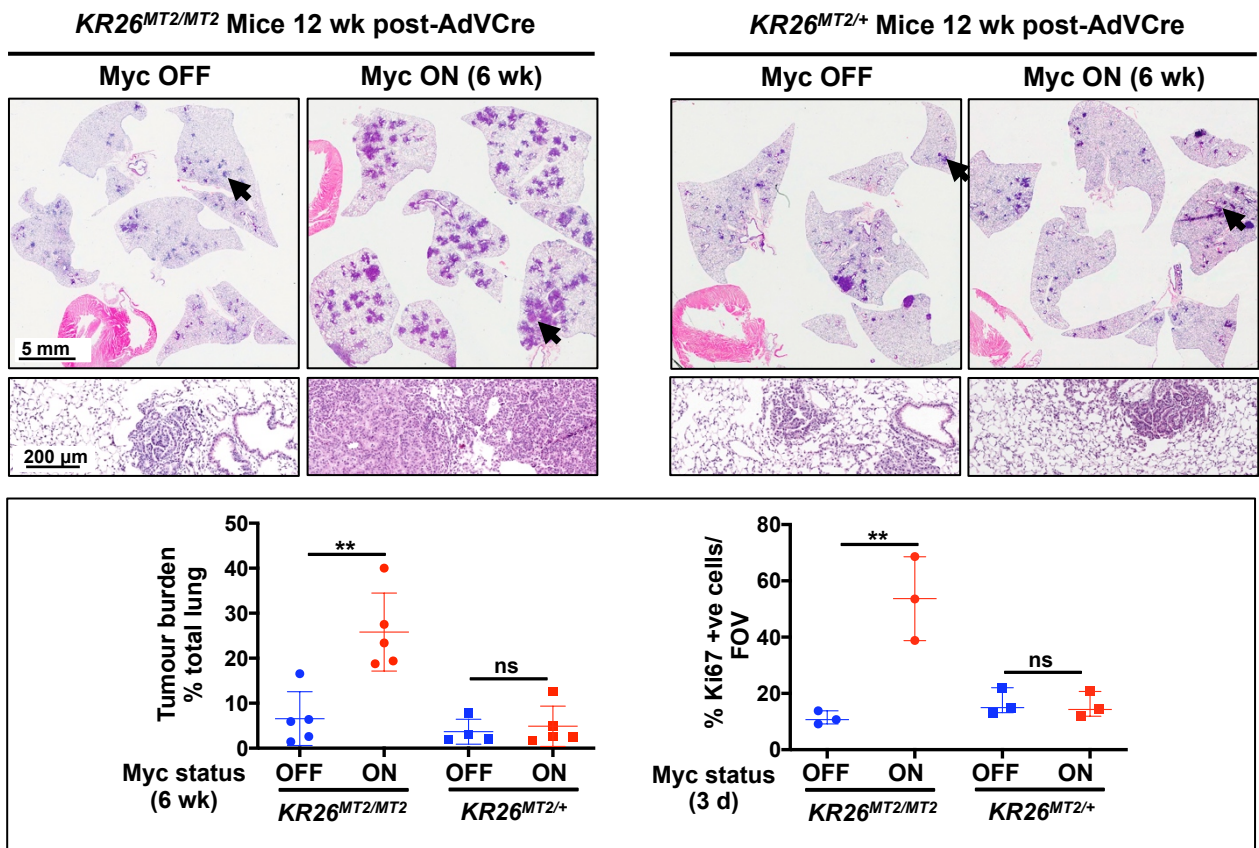 KR26MT2/MT2 Mice 12 wk post-AdVCre
KR26MT2/+ Mice 12 wk post-AdVCre
Myc OFF
Myc ON (6 wk)
Myc OFF
Myc ON (6 wk)
5 mm
200 µm
Tumour burden
% total lung
50
40
30
20
10
0
**
ns
Myc status
(6 wk)
OFF
ON
OFF
ON
KR26MT2/MT2
KR26MT2/+
% Ki67 +ve cells/
FOV
80
60
40
20
0
**
ns
Myc status
(3 d)
OFF
ON
OFF
ON
KR26MT2/MT2
KR26MT2/+